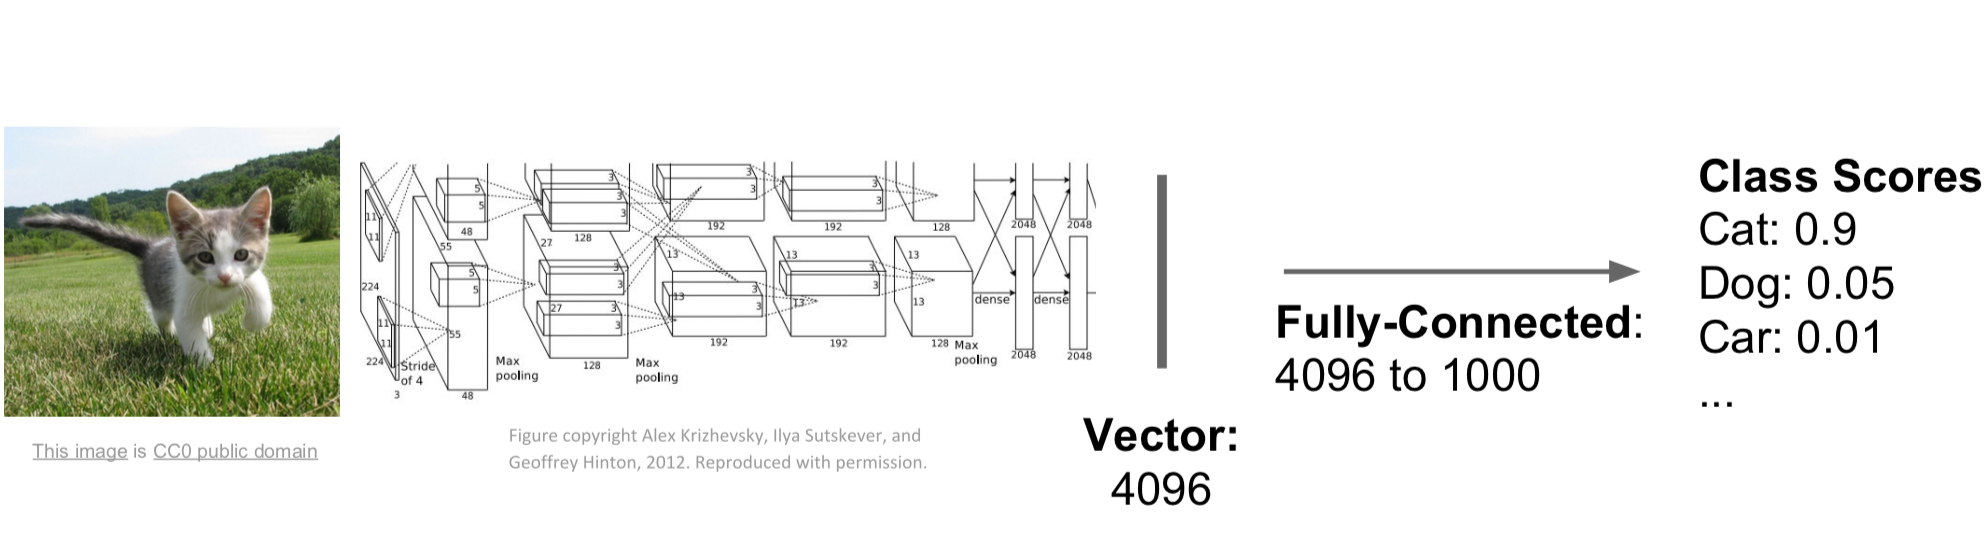 11
11
224
11
11
224
3
Stride
of 4
5
5
48
55
5
5
55
48
Max
pooling
3
3
3
27
128
3
3
27
3
3
128
Max
pooling
3
3
192
13
3
3
13
192
3
3
192
13
3
3
13
192
128
13
13
128
Max
pooling
dense
dense
2048
2048
2048
2048
This image is CC0 public domain
Figure copyright Alex Krizhevsky, Ilya Sutskever, and
Geoffrey Hinton, 2012. Reproduced with permission.
Vector:
4096
Fully-Connected:
4096 to 1000
Class Scores
Cat: 0.9
Dog: 0.05
Car: 0.01
...